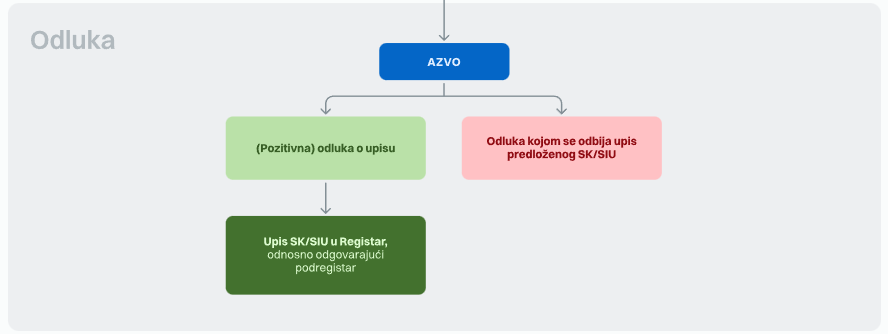 Odluka
AZVO
(Pozitivna) odluka o upisu
Odluka kojom se odbija upis
predloženog SK/SIU
Upis SK/SIU u Registar,
odnosno odgovarajući
podregistar